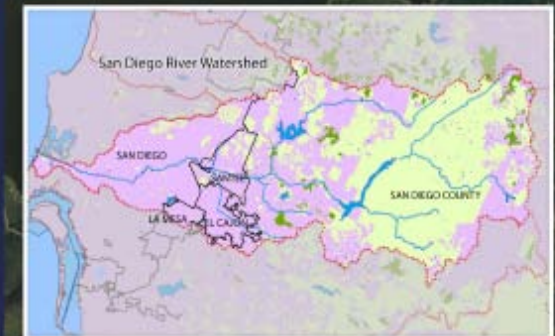 San Diego River Watershed
SAN DIEGO
SANTEE
SAN DIEGO COUNTY
LA MESA
EL CAJON